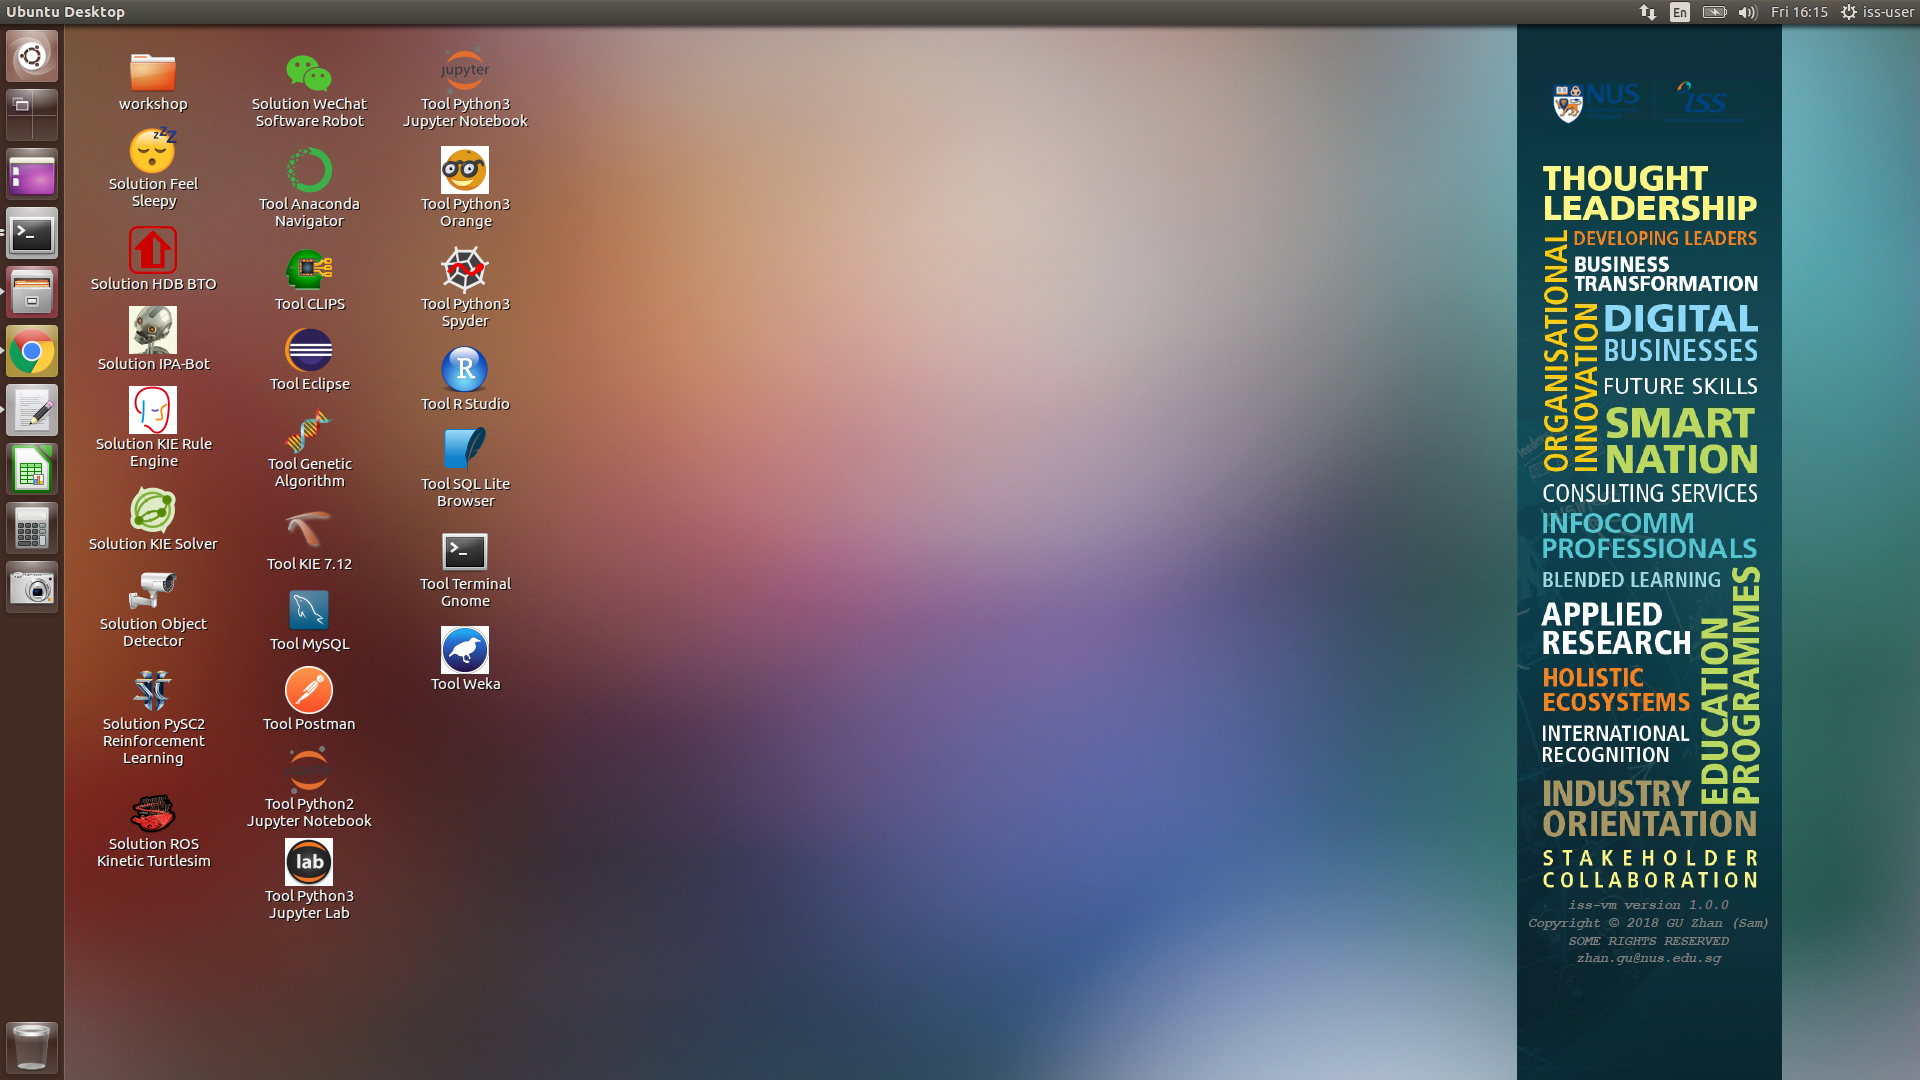 Ubuntu Desktop
En
Fri 16:15
iss-user
workshop
Solution Feel
Sleepy
Solution HDB BTO
Solution IPA-Bot
Solution KIE Rule
Engine
Solution KIE Solver
Solution Object
Detector
Solution PySC2
Reinforcement
Learning
Solution ROS
Kinetic Turtlesim
Solution WeChat
Software Robot
Tool Anaconda
Navigator
Tool CLIPS
Tool Eclipse
Tool Genetic
Algorithm
Tool KIE 7.12
Tool MySQL
Tool Postman
Tool Python2
Jupyter Notebook
lab
Tool Python3
Jupyter Lab
jupyter
Tool Python3
Jupyter Notebook
Tool Python3
Orange
Tool Python3
Spyder
R
Tool R Studio
Tool SQL Lite
Browser
Tool Terminal
Gnome
Tool Weka
NUS
ISS
THOUGHT
LEADERSHIP
ORGANISATIONAL
INNOVATION
DEVELOPING LEADERS
BUSINESS
TRANSFORMATION
DIGITAL
BUSINESSES
FUTURE SKILLS
SMART
NATION
CONSULTING SERVICES
INFOCOMM
PROFESSIONALS
BLENDED LEARNING
APPLIED
RESEARCH
HOLISTIC
ECOSYSTEMS
INTERNATIONAL
RECOGNITION
EDUCATION
PROGRAMMES
INDUSTRY
ORIENTATION
STAKEHOLDER
COLLABORATION
iss-vm version 1.0.0
Copyright © 2018 GU Zhan (Sam)
SOME RIGHTS RESERVED
zhan.gu@nus.edu.sg